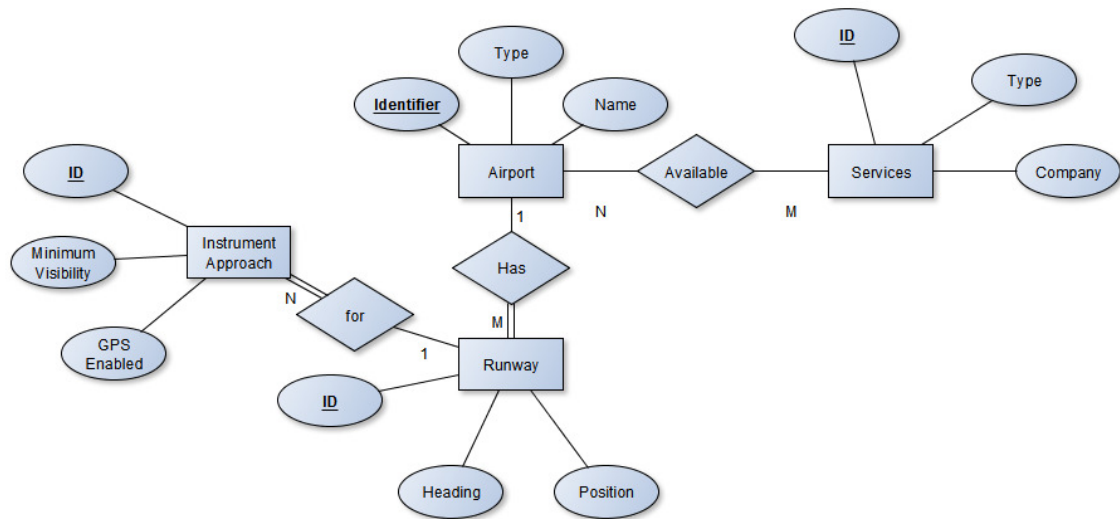 ID
Type
Type
Identifier
Name
Company
Airport
Available
Services
N
M
ID
1
Instrument
Approach
Minimum
Visibility
Has
N
for
M
GPS
Enabled
1
Runway
ID
Heading
Position